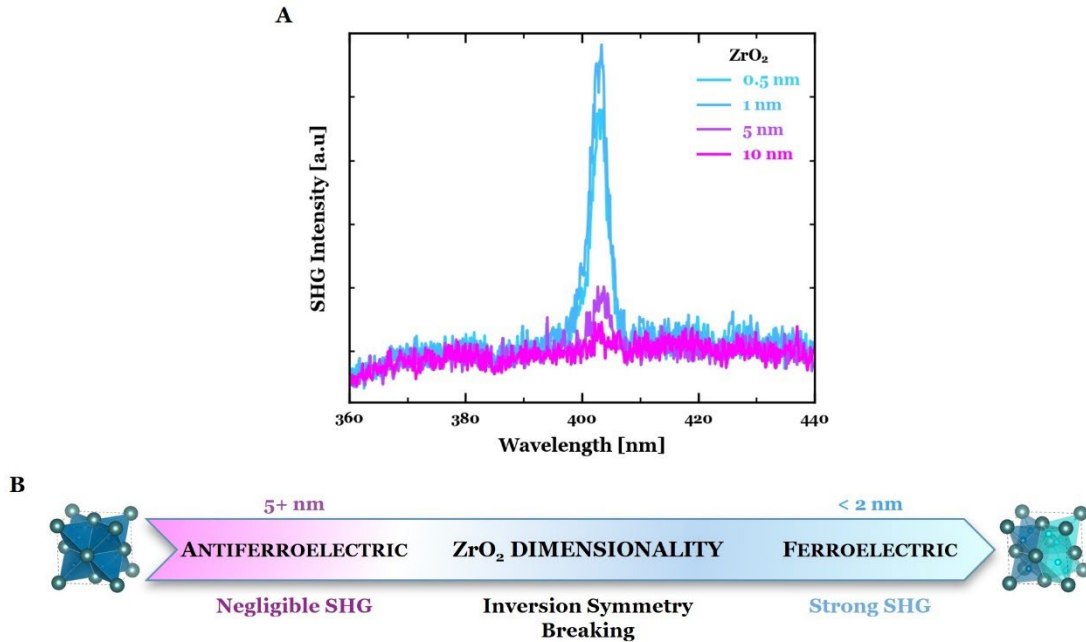 A
ZrO₂
0.5 nm
1 nm
5 nm
10 nm
SHG Intensity [a.u]
360
380
400
420
440
Wavelength [nm]
B
5+ nm
< 2 nm
ANTIFERROELECTRIC
ZrO₂ DIMENSIONALITY
FERROELECTRIC
Negligible SHG
Inversion Symmetry
Breaking
Strong SHG